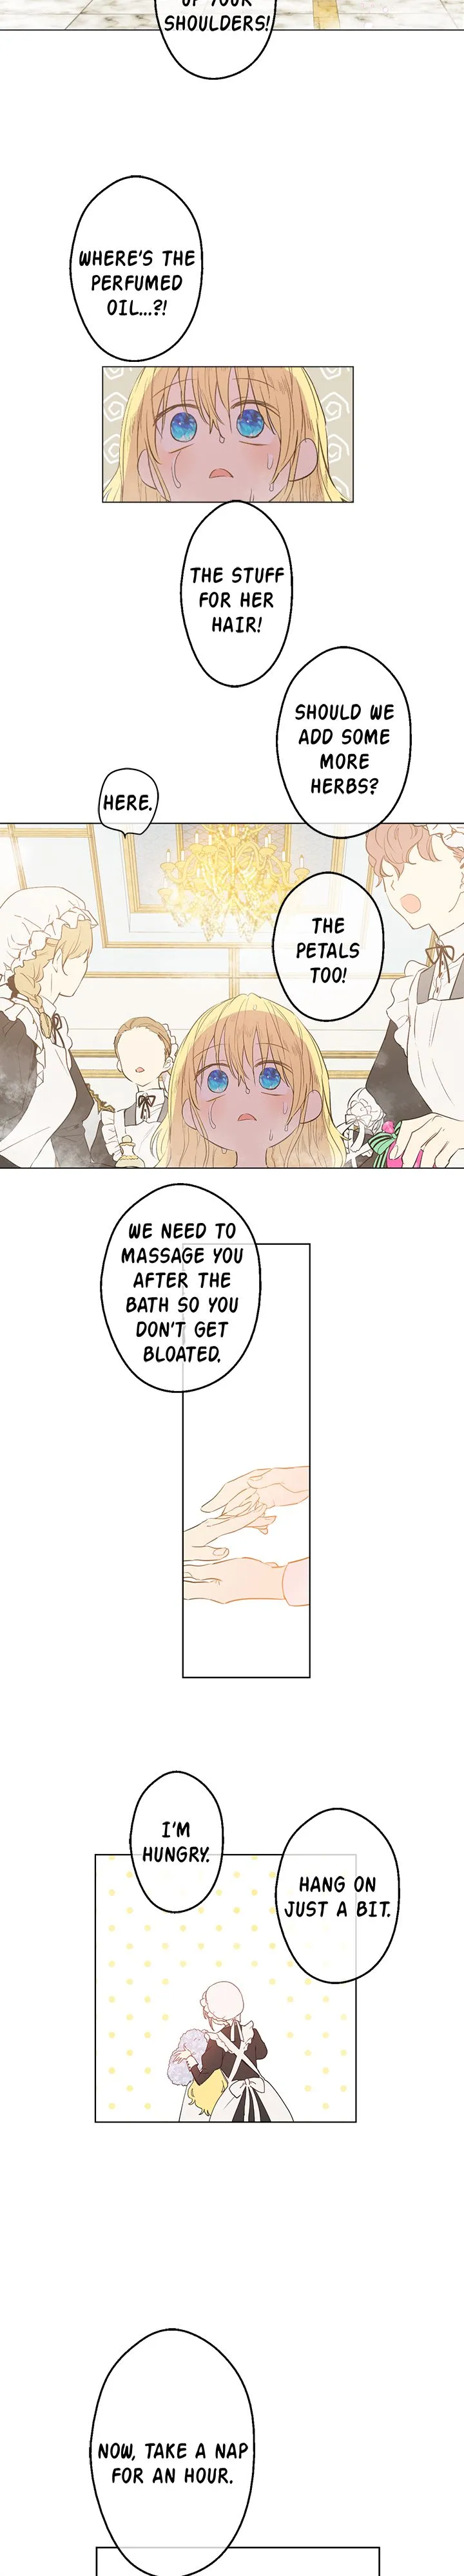 UP YOUR
SHOULDERS!
WHERE'S THE
PERFUMED
OIL...?!
THE STUFF
FOR HER
HAIR!
SHOULD WE
ADD SOME
MORE
HERBS?
HERE.
THE
PETALS
TOO!
WE NEED TO
MASSAGE YOU
AFTER THE
BATH SO YOU
DON'T GET
BLOATED.
I'M
HUNGRY.
HANG ON
JUST A BIT.
NOW, TAKE A NAP
FOR AN HOUR.